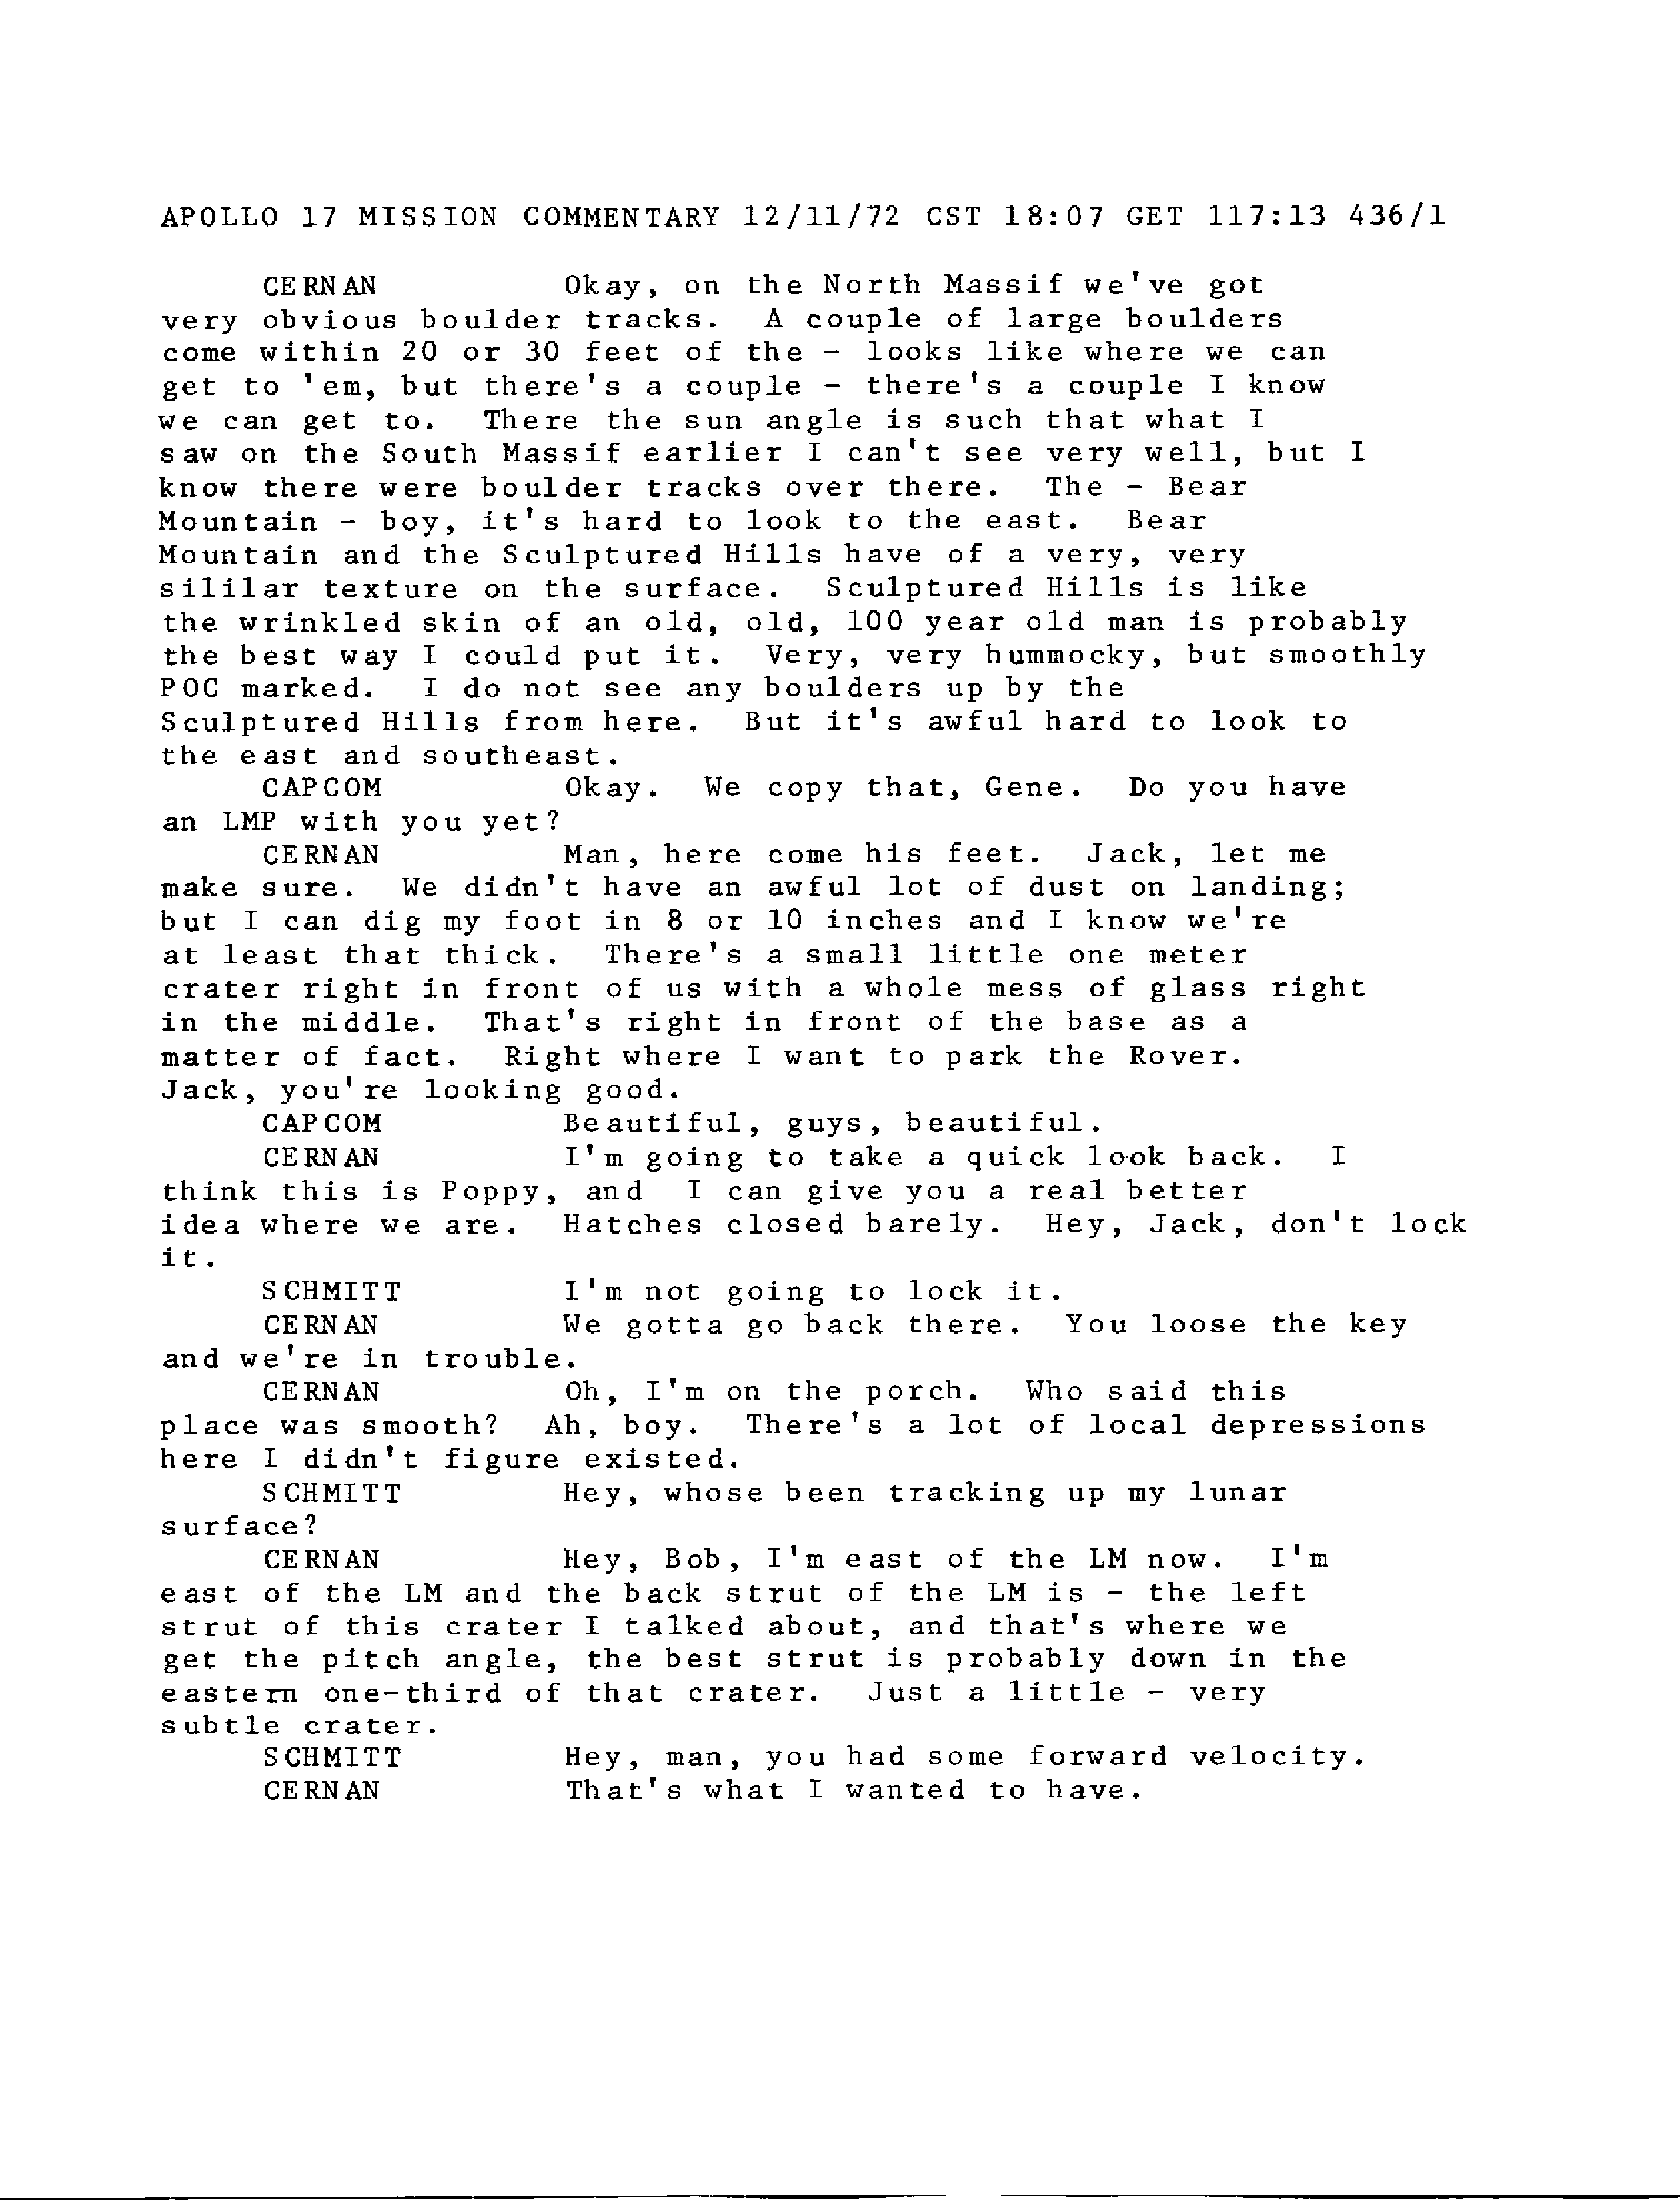 APOLLO 17 MISSION COMMENTARY 12/11/72 CST 18:07 GET 117:13 436/1
CERNAN Okay, on the North Massif we've got
very obvious boulder tracks. A couple of large boulders
come within 20 or 30 feet of the - looks like where we can
get to 'em, but there's a couple - there's a couple I know
we can get to. There the sun angle is such that what I
saw on the South Massif earlier I can't see very well, but I
know there were boulder tracks over there. The - Bear
Mountain - boy, it's hard to look to the east. Bear
Mountain and the Sculptured Hills have of a very, very
sililar texture on the surface. Sculptured Hills is like
the wrinkled skin of an old, old, 100 year old man is probably
the best way I could put it. Very, very hummocky, but smoothly
POC marked. I do not see any boulders up by the
Sculptured Hills from here. But it's awful hard to look to
the east and southeast.
CAPCOM Okay. We copy that, Gene. Do you have
an LMP with you yet?
CERNAN Man, here come his feet. Jack, let me
make sure. We didn't have an awful lot of dust on landing;
but I can dig my foot in 8 or 10 inches and I know we're
at least that thick. There's a small little one meter
crater right in front of us with a whole mess of glass right
in the middle. That's right in front of the base as a
matter of fact. Right where I want to park the Rover.
Jack, you're looking good.
CAPCOM Beautiful, guys, beautiful.
CERNAN I'm going to take a quick look back. I
think this is Poppy, and I can give you a real better
idea where we are. Hatches closed barely. Hey, Jack, don't lock
it.
SCHMITT I'm not going to lock it.
CERNAN We gotta go back there. You loose the key
and we're in trouble.
CERNAN Oh, I'm on the porch. Who said this
place was smooth? Ah, boy. There's a lot of local depressions
here I didn't figure existed.
SCHMITT Hey, whose been tracking up my lunar
surface?
CERNAN Hey, Bob, I'm east of the LM now. I'm
east of the LM and the back strut of the LM is - the left
strut of this crater I talked about, and that's where we
get the pitch angle, the best strut is probably down in the
eastern one-third of that crater. Just a little - very
subtle crater.
SCHMITT Hey, man, you had some forward velocity.
CERNAN That's what I wanted to have.